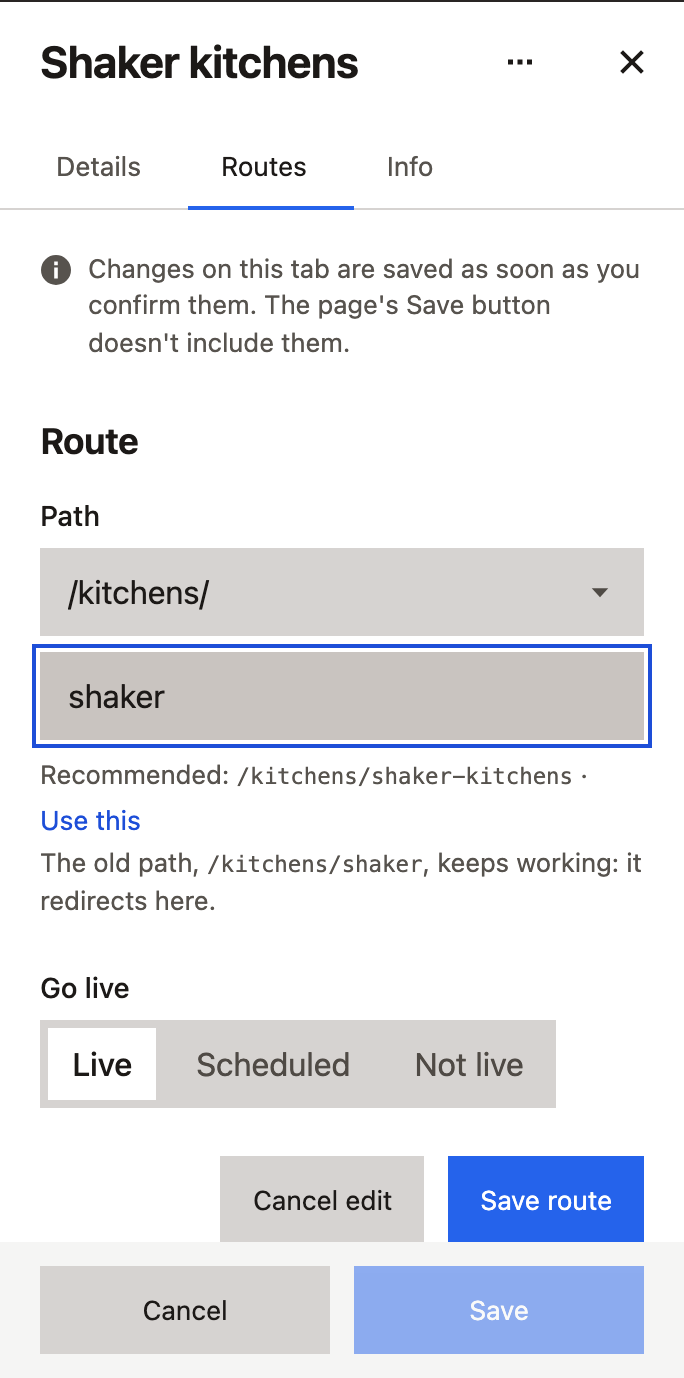 Shaker kitchens
Details Routes Info
Changes on this tab are saved as soon as you
confirm them. The page's Save button
doesn't include them.
Route
Path
/kitchens/
shaker
Recommended: /kitchens/shaker-kitchens ·
Use this
The old path, /kitchens/shaker, keeps working: it
redirects here.
Go live
Live Scheduled Not live
Cancel edit Save route
Cancel Save